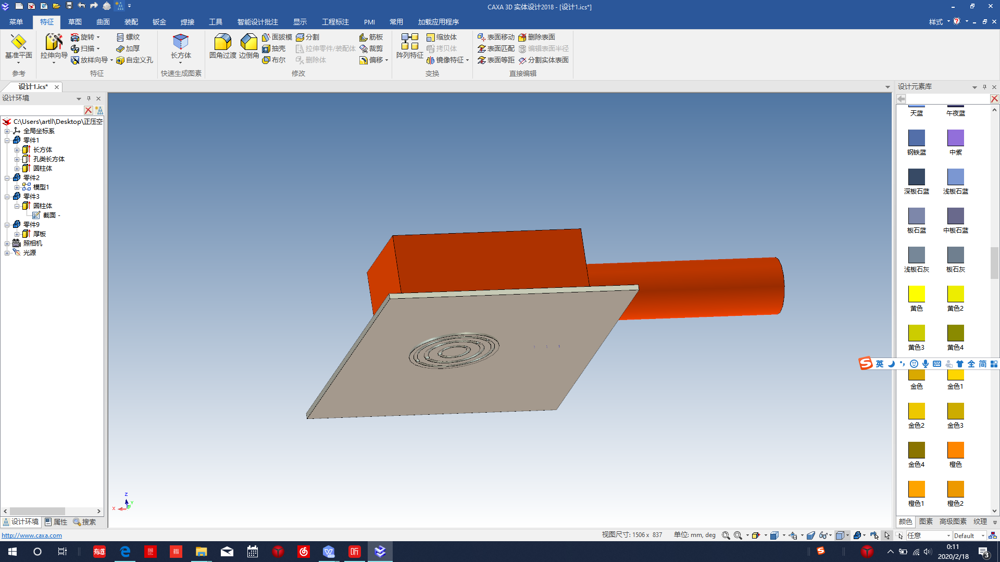 CAXA 3D 实体设计2018 - [设计1.ics*]
菜单 特征 草图 曲面 装配 钣金 焊接 工具 智能设计批注 显示 工程标注 PMI 常用 加载应用程序 样式
基准平面 拉伸向导 旋转 螺纹 长方体 圆角过渡 边倒角 面拔模 分割 筋板 阵列特征 缩放体 表面移动 删除表面
扫描 加厚 抽壳 拉伸零件/装配体 裁剪 拷贝体 表面匹配 编辑表面半径
放样向导 自定义孔 布尔 删除体 偏移 镜像特征 表面等距 分割实体表面
参考 特征 快速生成图素 修改 变换 直接编辑
设计1.ics*
设计环境
C:\Users\artll\Desktop\正压空
全局坐标系
零件1
长方体
孔类长方体
圆柱体
零件2
模型1
零件3
圆柱体
截面 -
零件9
厚板
照相机
光源
Z
Y
X
设计环境 属性 搜索
设计元素库
天蓝 午夜蓝
钢铁蓝 中紫
深板石蓝 浅板石蓝
板石蓝 中板石蓝
浅板石灰 板石灰
黄色 黄色2
黄色3 黄色4
英 全 简
金色 金色1
金色2 金色3
金色4 橙色
橙色1 橙色2
颜色 图素 高级图素 纹理
http://www.caxa.com
视图尺寸: 1506 x 837 单位: mm, deg 任意 Default
有道
听
0:11
2020/2/18
3